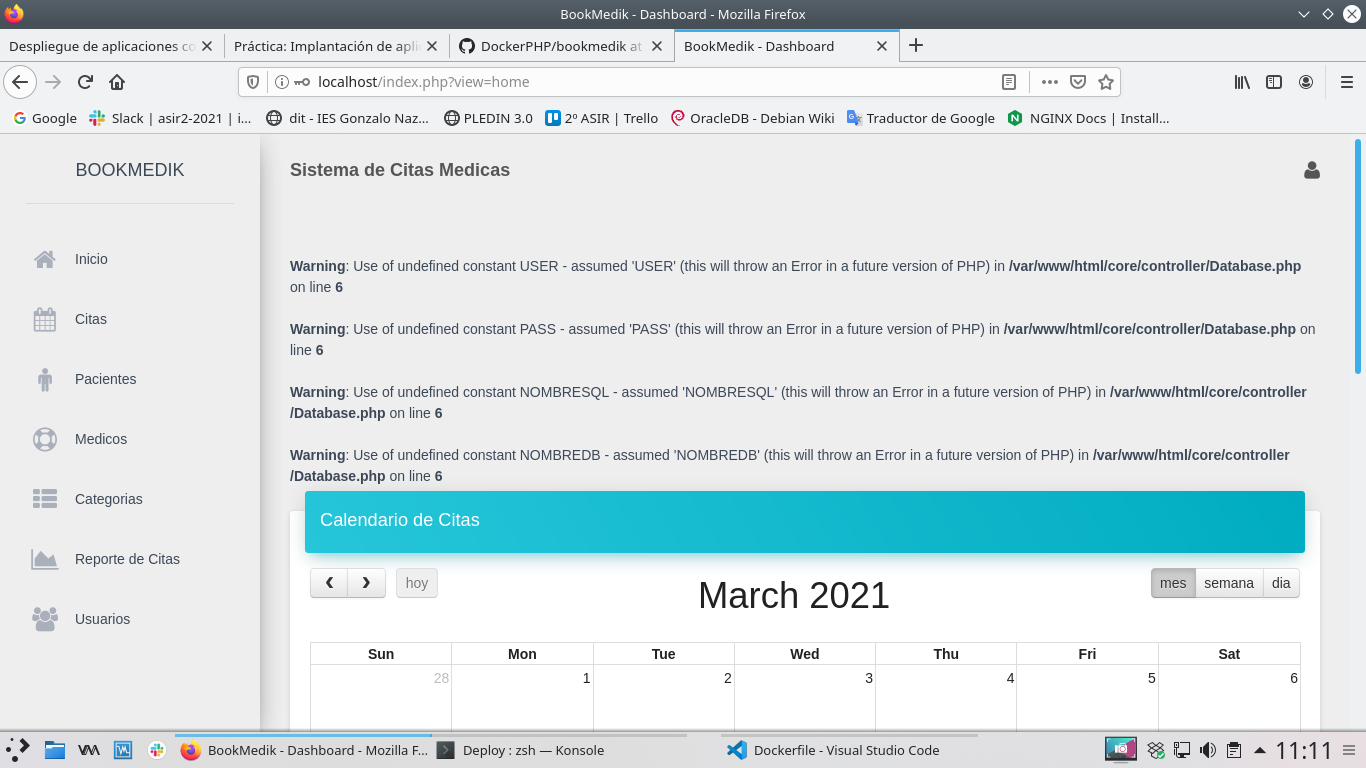 BookMedik - Dashboard - Mozilla Firefox
Despliegue de aplicaciones co
Práctica: Implantación de apli
DockerPHP/bookmedik at
BookMedik - Dashboard
localhost/index.php?view=home
Google
Slack | asir2-2021 | i...
dit - IES Gonzalo Naz...
PLEDIN 3.0
2º ASIR | Trello
OracleDB - Debian Wiki
Traductor de Google
NGINX Docs | Install...
BOOKMEDIK
Inicio
Citas
Pacientes
Medicos
Categorias
Reporte de Citas
Usuarios
Sistema de Citas Medicas
Warning: Use of undefined constant USER - assumed 'USER' (this will throw an Error in a future version of PHP) in /var/www/html/core/controller/Database.php
on line 6
Warning: Use of undefined constant PASS - assumed 'PASS' (this will throw an Error in a future version of PHP) in /var/www/html/core/controller/Database.php on
line 6
Warning: Use of undefined constant NOMBRESQL - assumed 'NOMBRESQL' (this will throw an Error in a future version of PHP) in /var/www/html/core/controller
/Database.php on line 6
Warning: Use of undefined constant NOMBREDB - assumed 'NOMBREDB' (this will throw an Error in a future version of PHP) in /var/www/html/core/controller
/Database.php on line 6
Calendario de Citas
hoy
March 2021
mes semana dia
Sun Mon Tue Wed Thu Fri Sat
28 1 2 3 4 5 6
BookMedik - Dashboard - Mozilla F...
Deploy : zsh — Konsole
Dockerfile - Visual Studio Code
11:11